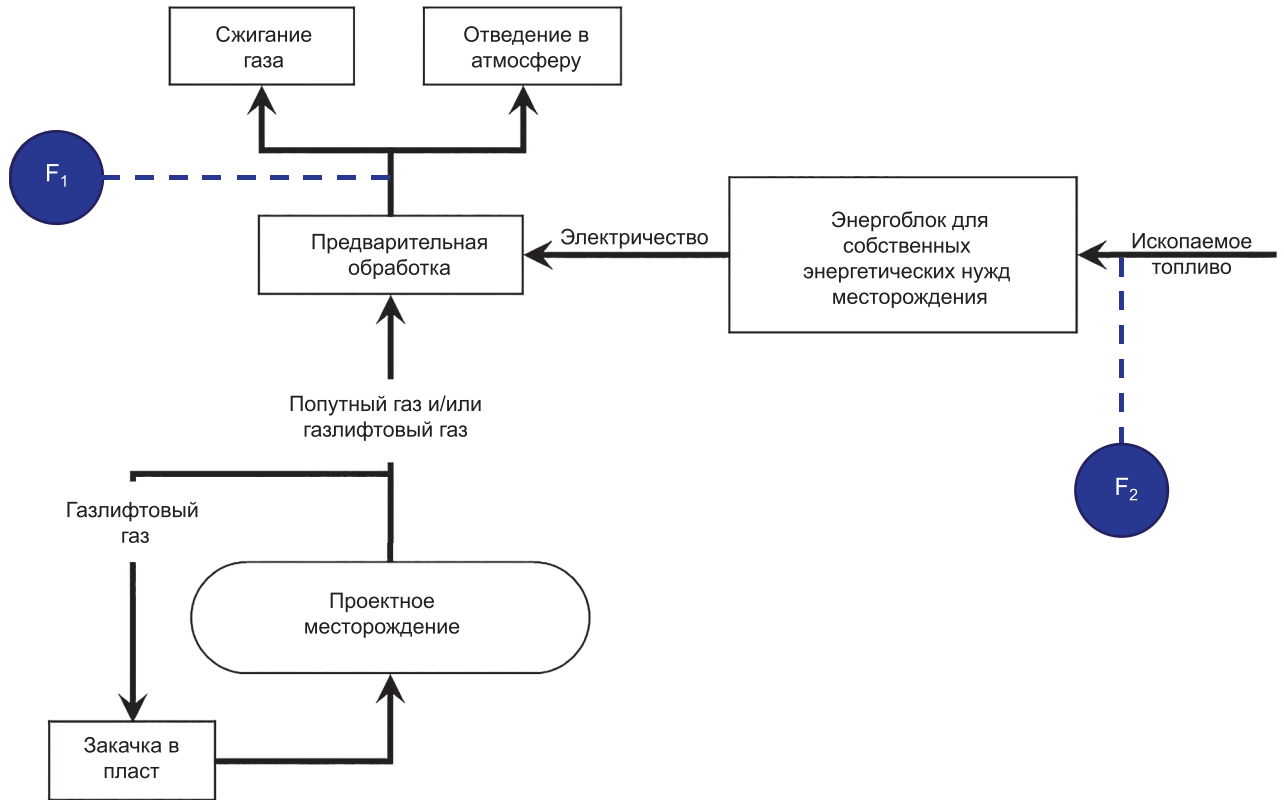 Сжигание
газа
Отведение в
атмосферу
F₁
Предварительная
обработка
Электричество
Энергоблок для
собственных
энергетических нужд
месторождения
Ископаемое
топливо
Попутный газ и/или
газлифтовый газ
F₂
Газлифтовый
газ
Проектное
месторождение
Закачка в
пласт